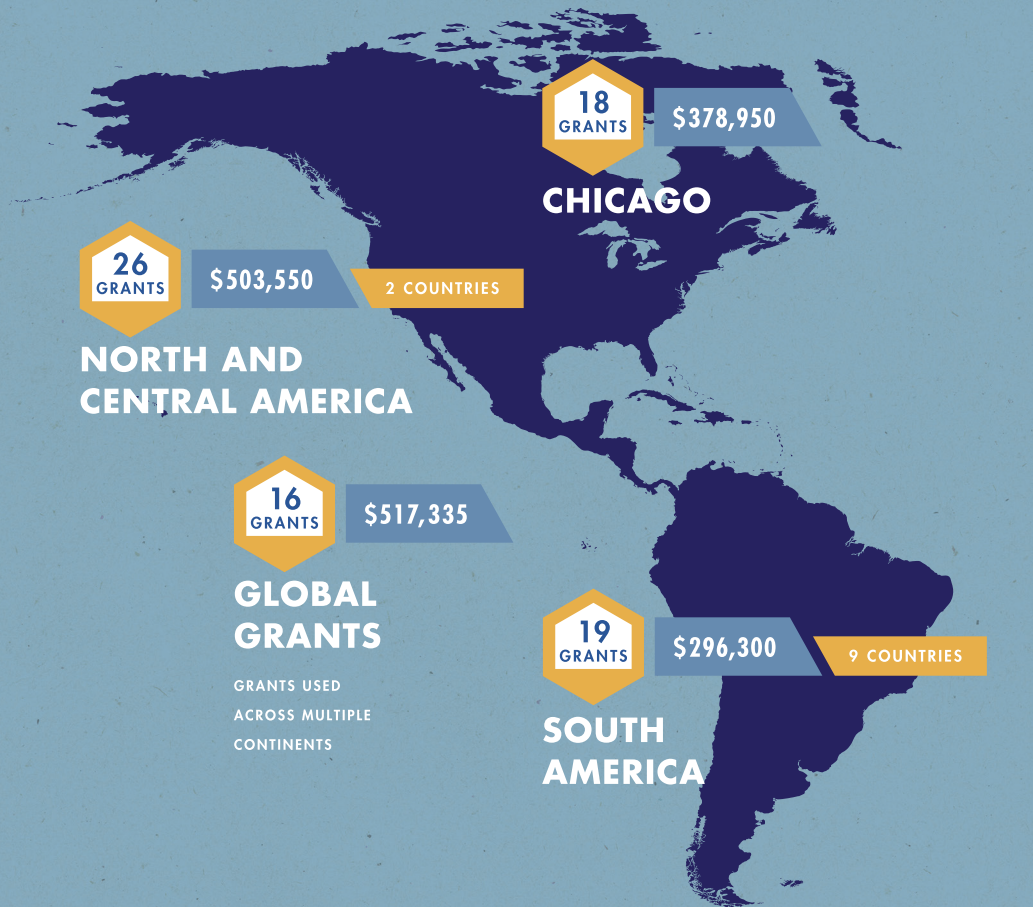 18
GRANTS
$378,950
CHICAGO
26
GRANTS
$503,550
2 COUNTRIES
NORTH AND
CENTRAL AMERICA
16
GRANTS
$517,335
GLOBAL
GRANTS
GRANTS USED
ACROSS MULTIPLE
CONTINENTS
19
GRANTS
$296,300
9 COUNTRIES
SOUTH
AMERICA